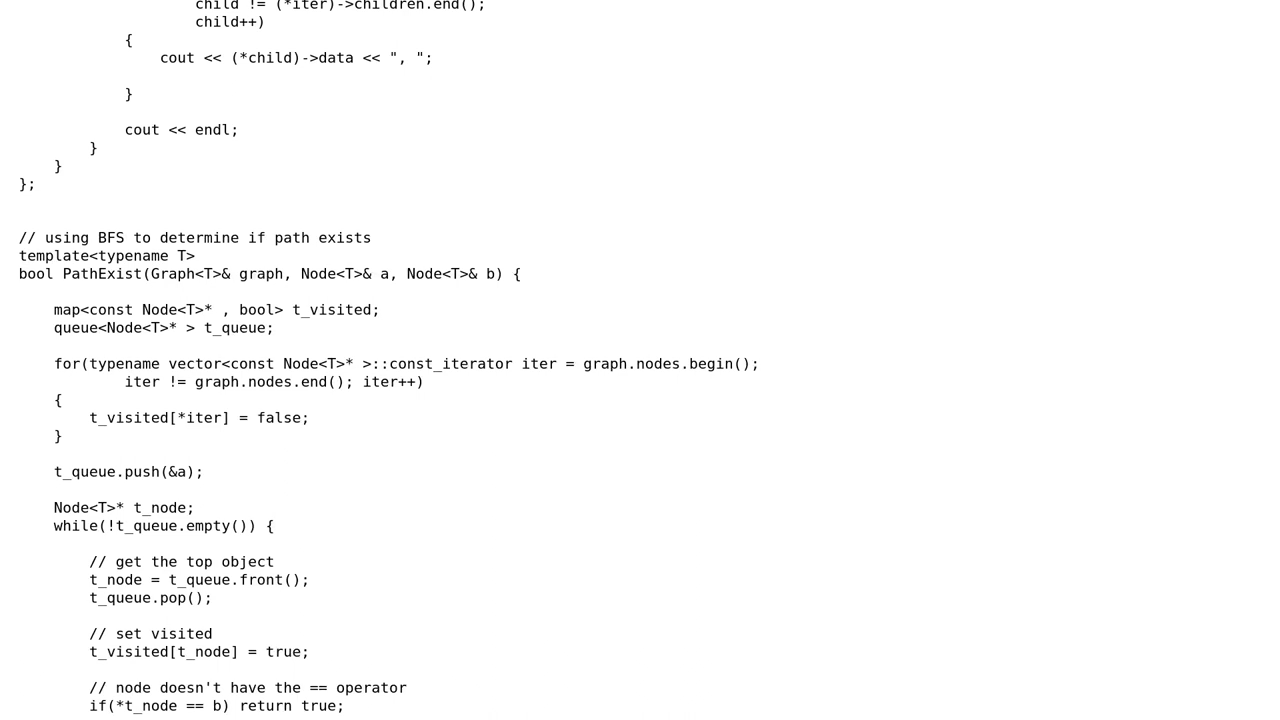 child != (*iter)->children.end();
child++)
{
cout << (*child)->data << ", ";
}
cout << endl;
}
}
};
// using BFS to determine if path exists
template<typename T>
bool PathExist(Graph<T>& graph, Node<T>& a, Node<T>& b) {
map<const Node<T>* , bool> t_visited;
queue<Node<T>* > t_queue;
for(typename vector<const Node<T>* >::const_iterator iter = graph.nodes.begin();
iter != graph.nodes.end(); iter++)
{
t_visited[*iter] = false;
}
t_queue.push(&a);
Node<T>* t_node;
while(!t_queue.empty()) {
// get the top object
t_node = t_queue.front();
t_queue.pop();
// set visited
t_visited[t_node] = true;
// node doesn't have the == operator
if(*t_node == b) return true;